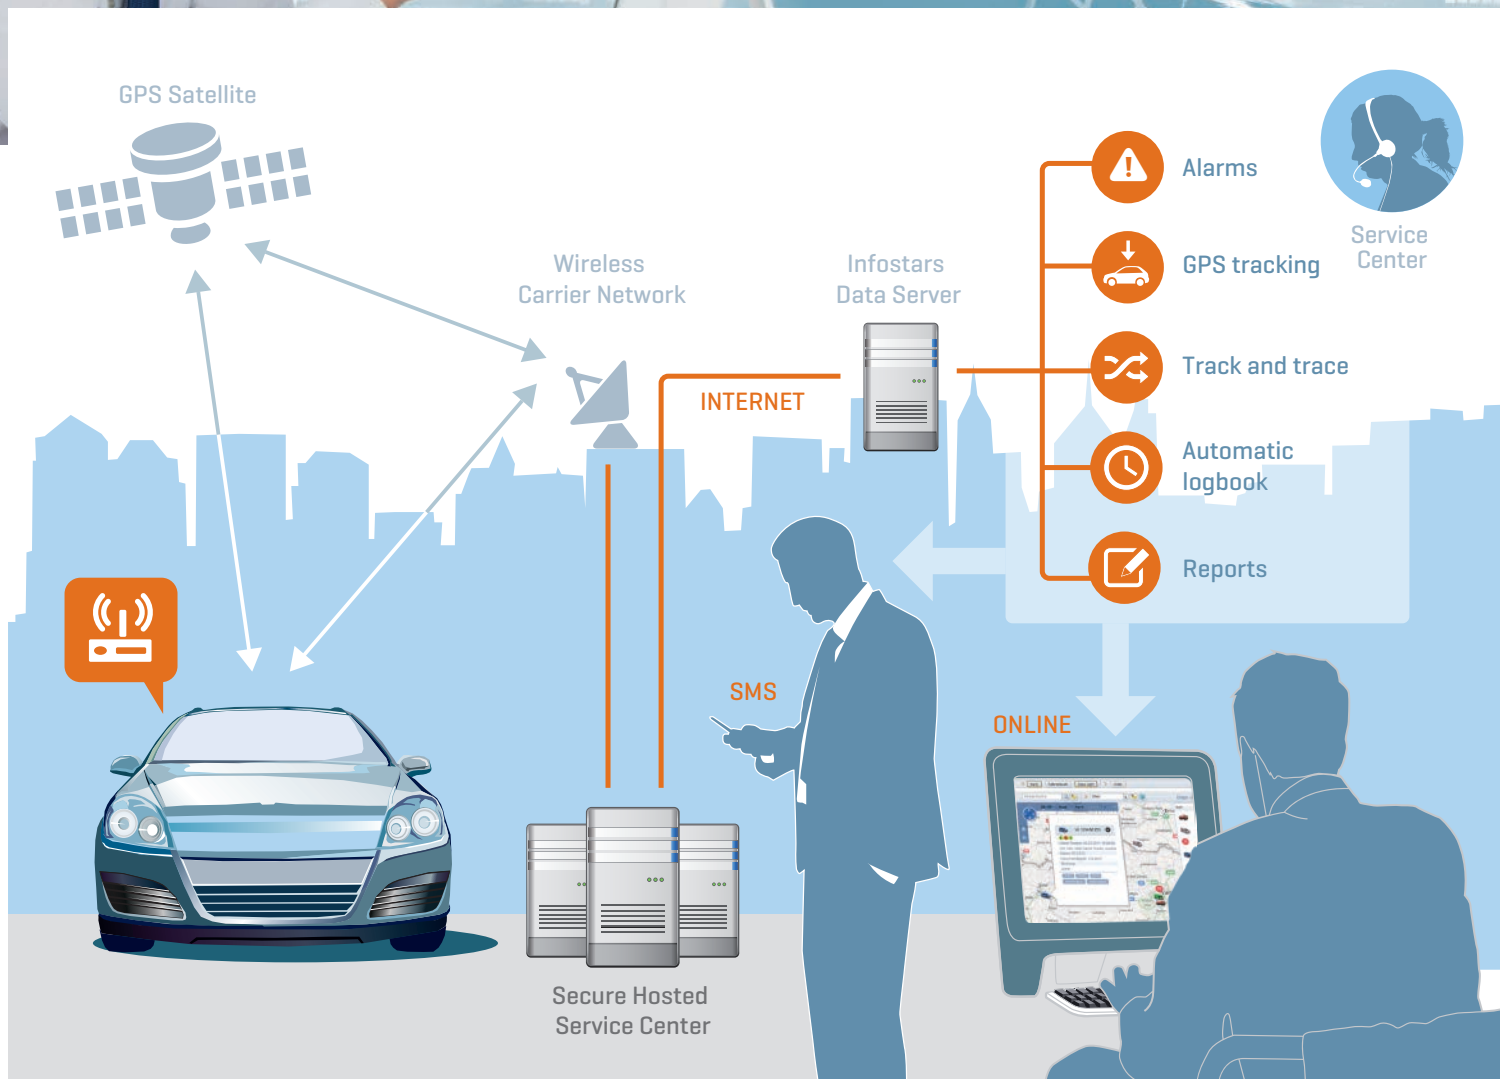 GPS Satellite
Wireless
Carrier Network
Infostars
Data Server
INTERNET
Alarms
GPS tracking
Track and trace
Automatic
logbook
Reports
Service
Center
SMS
ONLINE
Secure Hosted
Service Center